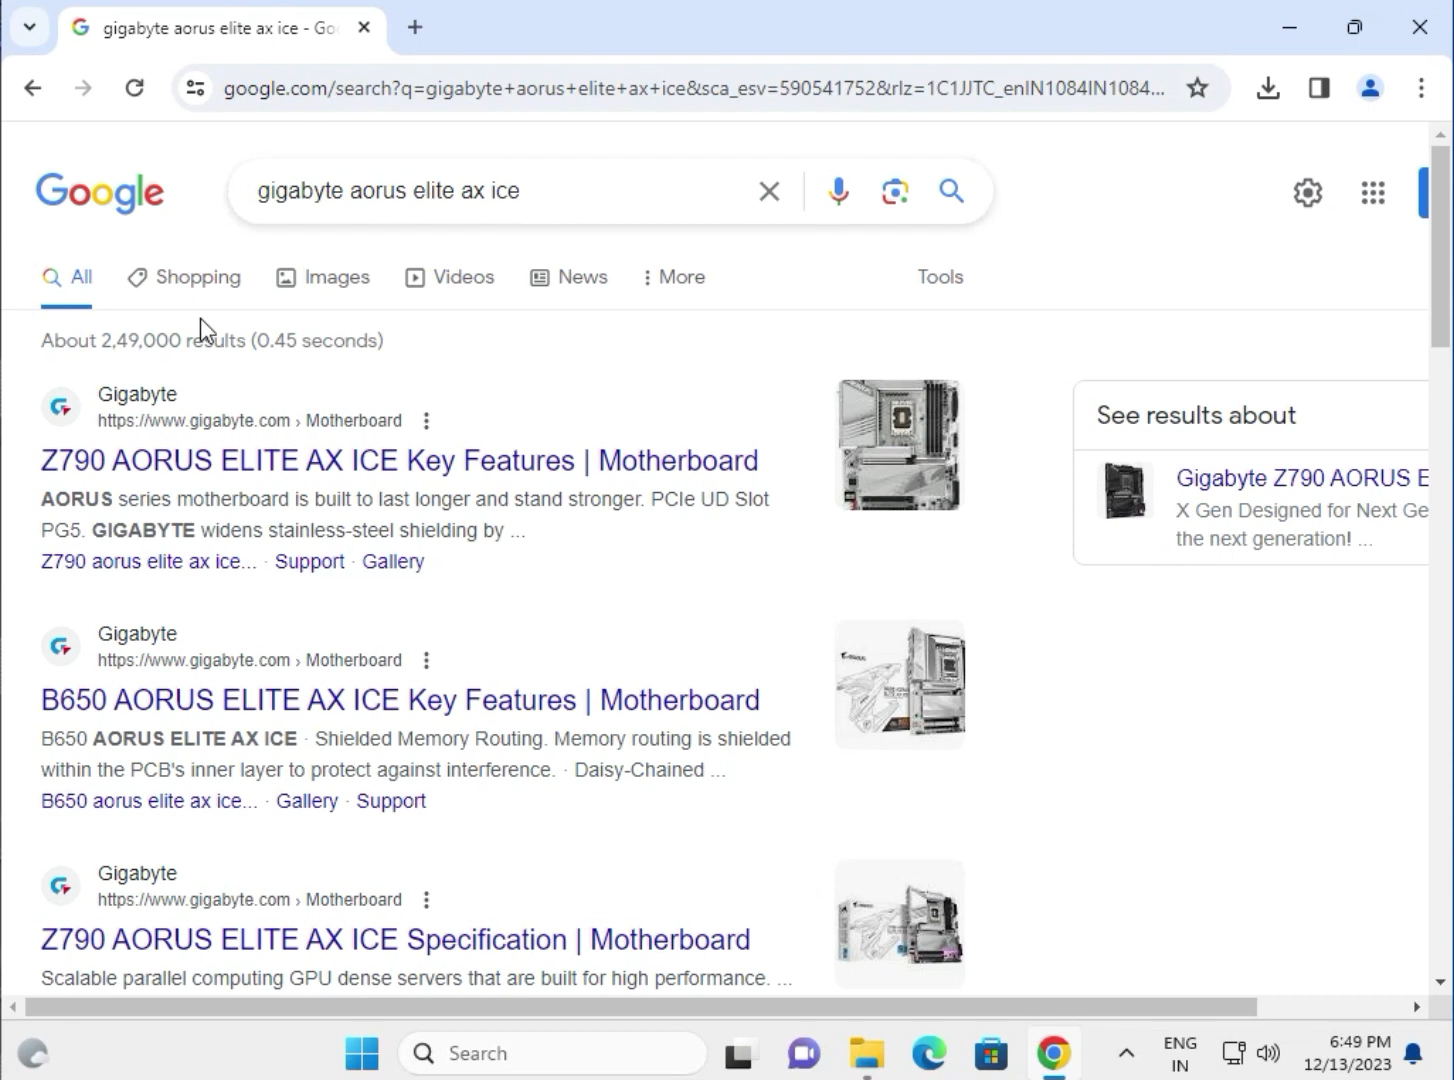 gigabyte aorus elite ax ice - Go
google.com/search?q=gigabyte+aorus+elite+ax+ice&sca_esv=590541752&rlz=1C1JJTC_enIN1084IN1084...
Google
gigabyte aorus elite ax ice
All
Shopping
Images
Videos
News
More
Tools
About 2,49,000 results (0.45 seconds)
Gigabyte
https://www.gigabyte.com › Motherboard
Z790 AORUS ELITE AX ICE Key Features | Motherboard
AORUS series motherboard is built to last longer and stand stronger. PCIe UD Slot
PG5. GIGABYTE widens stainless-steel shielding by ...
Z790 aorus elite ax ice... · Support · Gallery
See results about
Gigabyte Z790 AORUS E
X Gen Designed for Next Ge
the next generation! ...
Gigabyte
https://www.gigabyte.com › Motherboard
B650 AORUS ELITE AX ICE Key Features | Motherboard
B650 AORUS ELITE AX ICE · Shielded Memory Routing. Memory routing is shielded
within the PCB's inner layer to protect against interference. · Daisy-Chained ...
B650 aorus elite ax ice... · Gallery · Support
Gigabyte
https://www.gigabyte.com › Motherboard
Z790 AORUS ELITE AX ICE Specification | Motherboard
Scalable parallel computing GPU dense servers that are built for high performance. ...
Search
ENG
IN
6:49 PM
12/13/2023